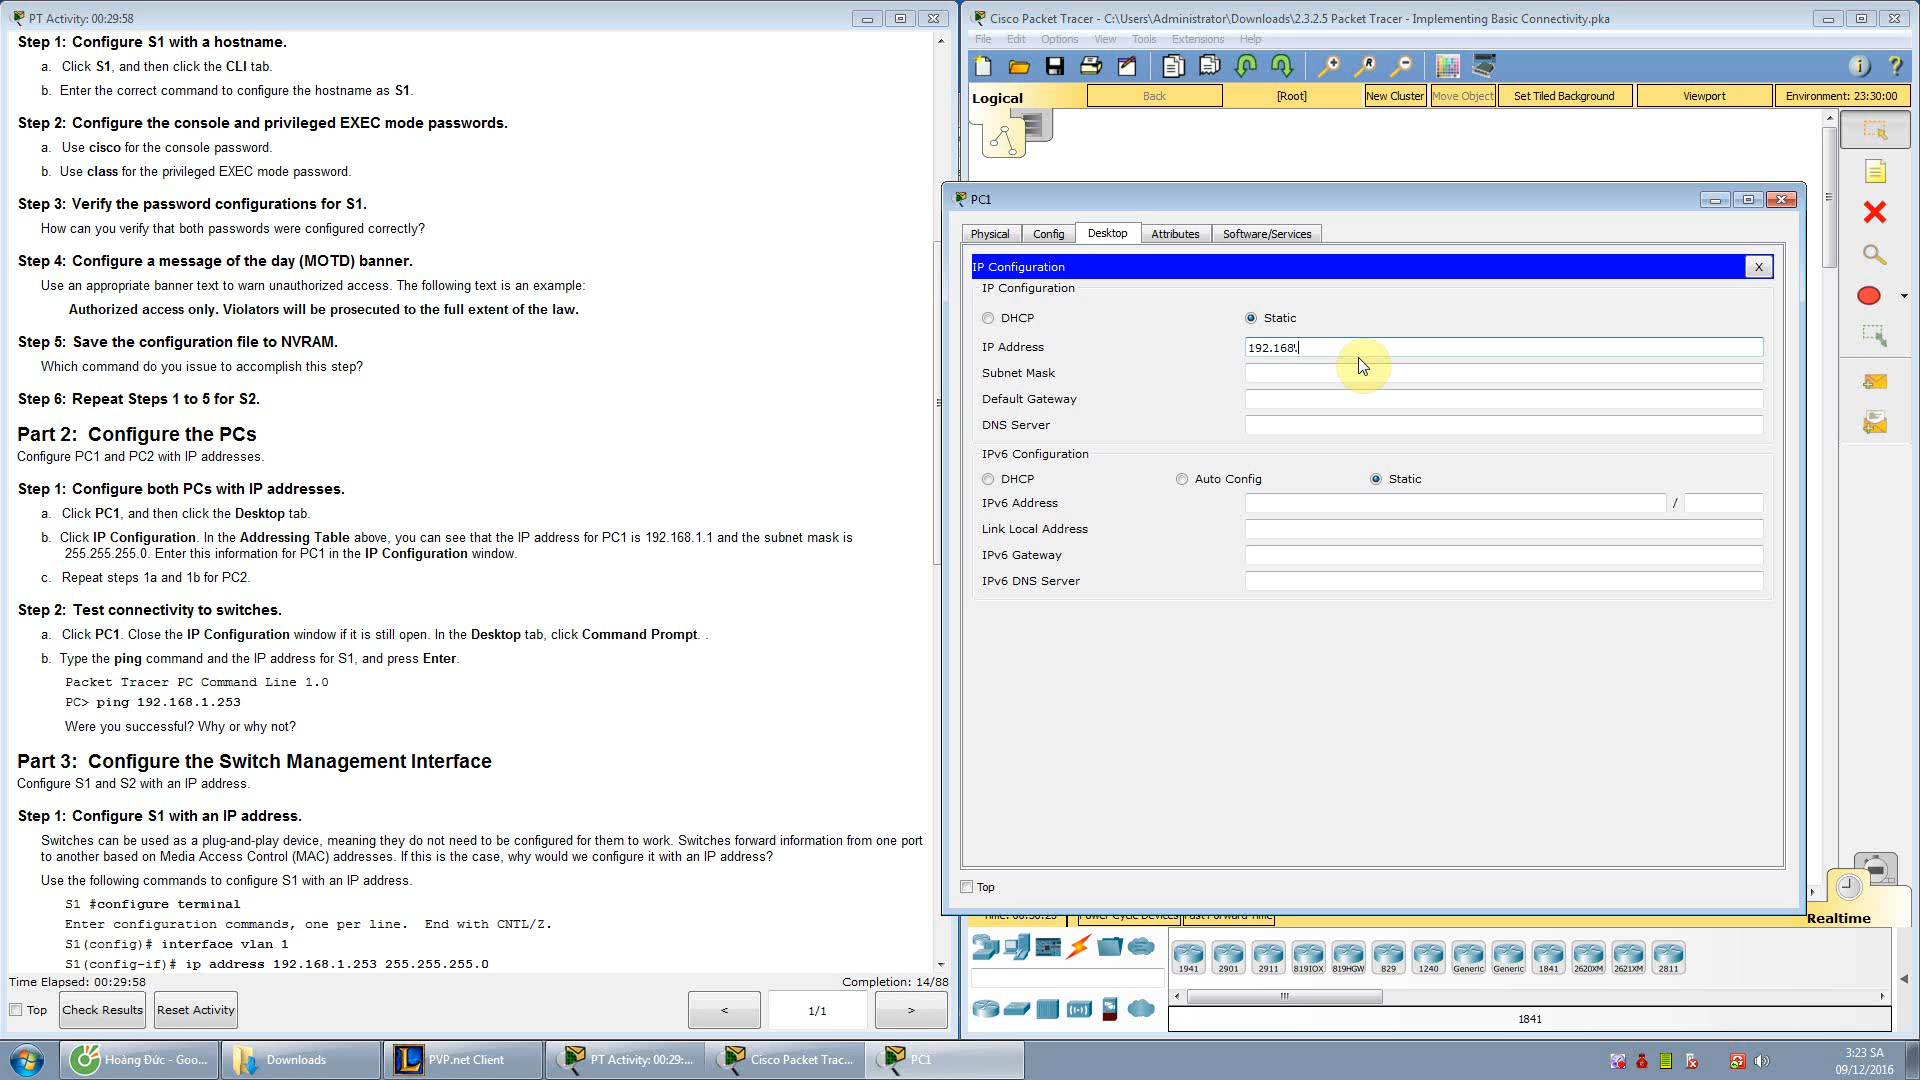 PT Activity: 00:29:58
Step 1: Configure S1 with a hostname.
a. Click S1, and then click the CLI tab.
b. Enter the correct command to configure the hostname as S1.
Step 2: Configure the console and privileged EXEC mode passwords.
a. Use cisco for the console password.
b. Use class for the privileged EXEC mode password.
Step 3: Verify the password configurations for S1.
How can you verify that both passwords were configured correctly?
Step 4: Configure a message of the day (MOTD) banner.
Use an appropriate banner text to warn unauthorized access. The following text is an example:
Authorized access only. Violators will be prosecuted to the full extent of the law.
Step 5: Save the configuration file to NVRAM.
Which command do you issue to accomplish this step?
Step 6: Repeat Steps 1 to 5 for S2.
Part 2: Configure the PCs
Configure PC1 and PC2 with IP addresses.
Step 1: Configure both PCs with IP addresses.
a. Click PC1, and then click the Desktop tab.
b. Click IP Configuration. In the Addressing Table above, you can see that the IP address for PC1 is 192.168.1.1 and the subnet mask is
255.255.255.0. Enter this information for PC1 in the IP Configuration window.
c. Repeat steps 1a and 1b for PC2.
Step 2: Test connectivity to switches.
a. Click PC1. Close the IP Configuration window if it is still open. In the Desktop tab, click Command Prompt. .
b. Type the ping command and the IP address for S1, and press Enter.
Packet Tracer PC Command Line 1.0
PC> ping 192.168.1.253
Were you successful? Why or why not?
Part 3: Configure the Switch Management Interface
Configure S1 and S2 with an IP address.
Step 1: Configure S1 with an IP address.
Switches can be used as a plug-and-play device, meaning they do not need to be configured for them to work. Switches forward information from one port
to another based on Media Access Control (MAC) addresses. If this is the case, why would we configure it with an IP address?
Use the following commands to configure S1 with an IP address.
S1 #configure terminal
Enter configuration commands, one per line. End with CNTL/Z.
S1(config)# interface vlan 1
S1(config-if)# ip address 192.168.1.253 255.255.255.0
Time Elapsed: 00:29:58 Completion: 14/88
Top Check Results Reset Activity < 1/1 >
Cisco Packet Tracer - C:\Users\Administrator\Downloads\2.3.2.5 Packet Tracer - Implementing Basic Connectivity.pka
File Edit Options View Tools Extensions Help
Logical Back [Root] New Cluster Move Object Set Tiled Background Viewport Environment: 23:30:00
PC1
Physical Config Desktop Attributes Software/Services
IP Configuration X
IP Configuration
DHCP Static
IP Address 192.168.
Subnet Mask
Default Gateway
DNS Server
IPv6 Configuration
DHCP Auto Config Static
IPv6 Address /
Link Local Address
IPv6 Gateway
IPv6 DNS Server
Top
Power Cycle Devices Fast Forward Time
Realtime
1941 2901 2911 819IOX 819HGW 829 1240 Generic Generic 1841 2620XM 2621XM 2811
1841
Hoàng Đức - Goo... Downloads PVP.net Client PT Activity: 00:29:... Cisco Packet Trac... PC1
3:23 SA
09/12/2016